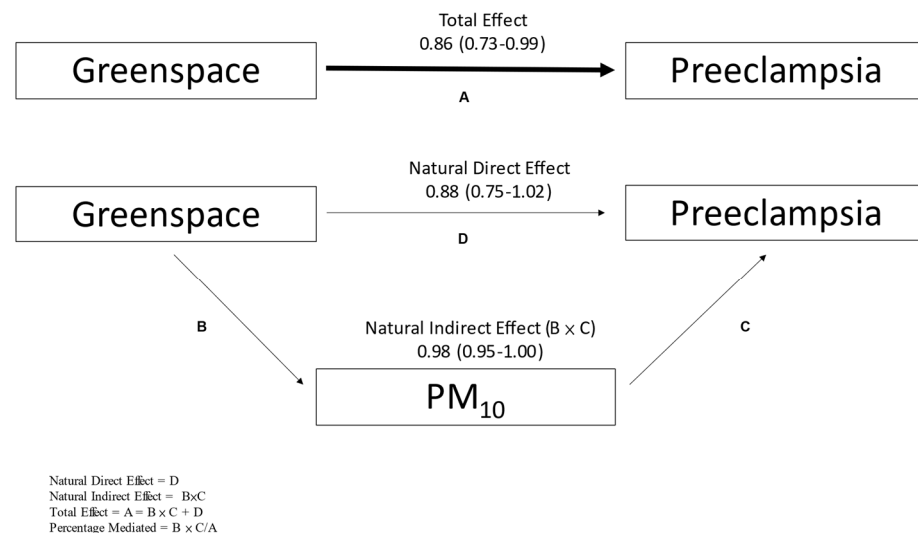 Total Effect
0.86 (0.73-0.99)
Greenspace
Preeclampsia
A
Natural Direct Effect
0.88 (0.75-1.02)
Greenspace
Preeclampsia
D
B
C
Natural Indirect Effect (B × C)
0.98 (0.95-1.00)
PM10
Natural Direct Effect = D
Natural Indirect Effect = B×C
Total Effect = A = B × C + D
Percentage Mediated = B × C/A